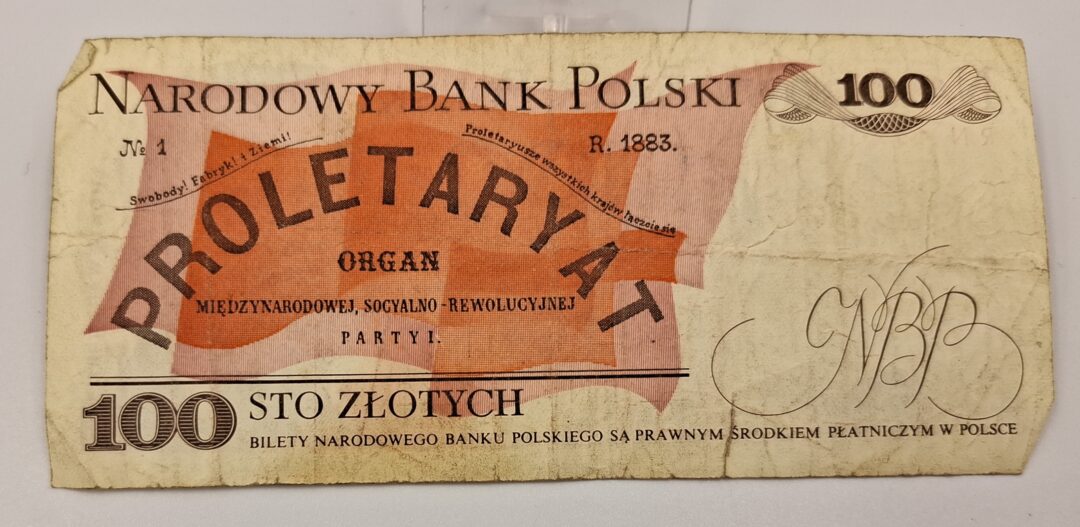 NARODOWY BANK POLSKI 100
№ 1
R. 1883.
Swobody! Fabryk! i Ziemi!
Proletaryusze wszystkich krajów łączcie się
PROLETARYAT
ORGAN
MIĘDZYNARODOWEJ, SOCYALNO-REWOLUCYJNEJ
PARTYI.
NBP
100 STO ZŁOTYCH
BILETY NARODOWEGO BANKU POLSKIEGO SĄ PRAWNYM ŚRODKIEM PŁATNICZYM W POLSCE